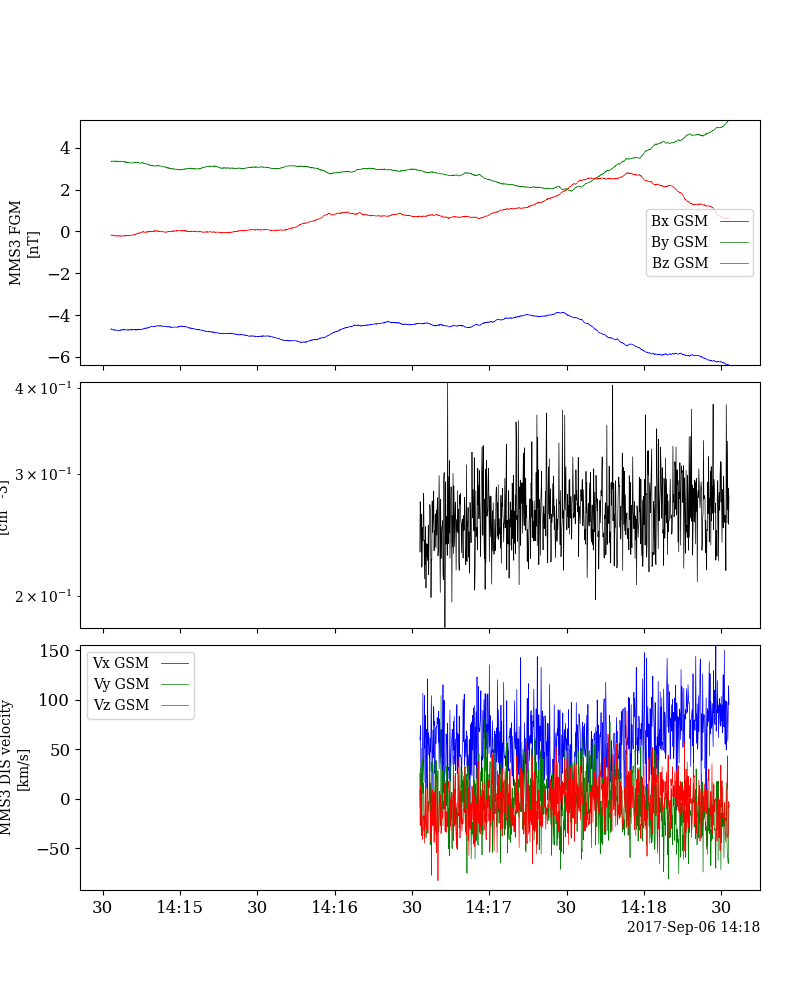 4
2
0
−2
−4
−6
MMS3 FGM
[nT]
Bx GSM
By GSM
Bz GSM
4 × 10⁻¹
3 × 10⁻¹
2 × 10⁻¹
150
100
50
0
−50
MMS3 DIS velocity
[km/s]
Vx GSM
Vy GSM
Vz GSM
30 14:15 30 14:16 30 14:17 30 14:18 30
2017-Sep-06 14:18